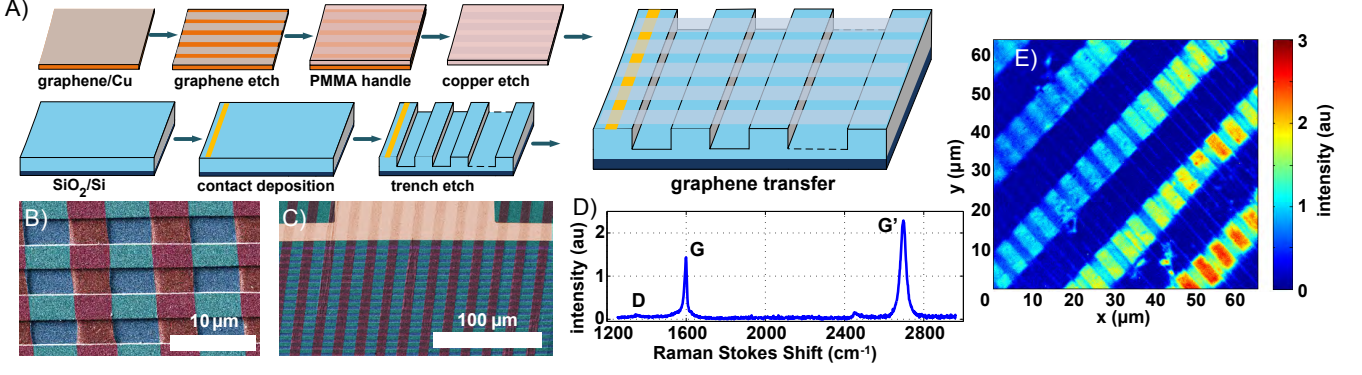 A)
graphene/Cu
graphene etch
PMMA handle
copper etch
SiO2/Si
contact deposition
trench etch
graphene transfer
B)
10 µm
C)
100 µm
D)
intensity (au)
2
1
0
D
G
G’
1200
1600
2000
2400
2800
Raman Stokes Shift (cm-1)
E)
y (µm)
60
50
40
30
20
10
0
10
20
30
40
50
60
x (µm)
3
2
1
0
intensity (au)